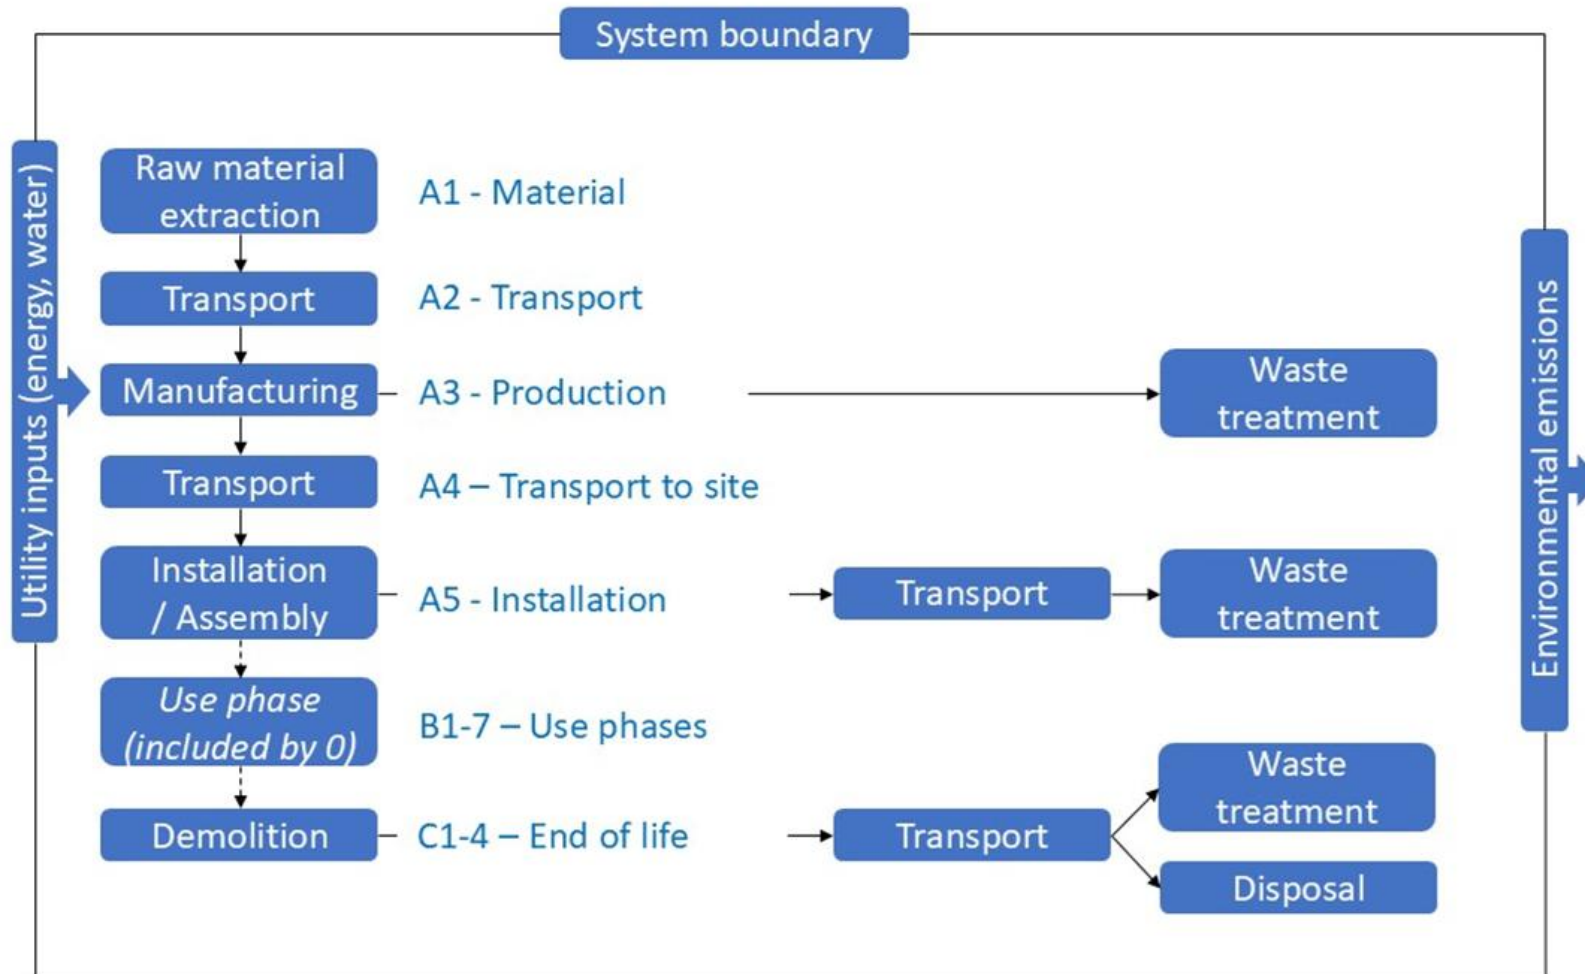 System boundary
Utility inputs (energy, water)
Raw material
extraction
A1 - Material
Transport
A2 - Transport
Manufacturing
A3 - Production
Waste
treatment
Transport
A4 – Transport to site
Installation
/ Assembly
A5 - Installation
Transport
Waste
treatment
Use phase
(included by 0)
B1-7 – Use phases
Demolition
C1-4 – End of life
Transport
Waste
treatment
Disposal
Environmental emissions